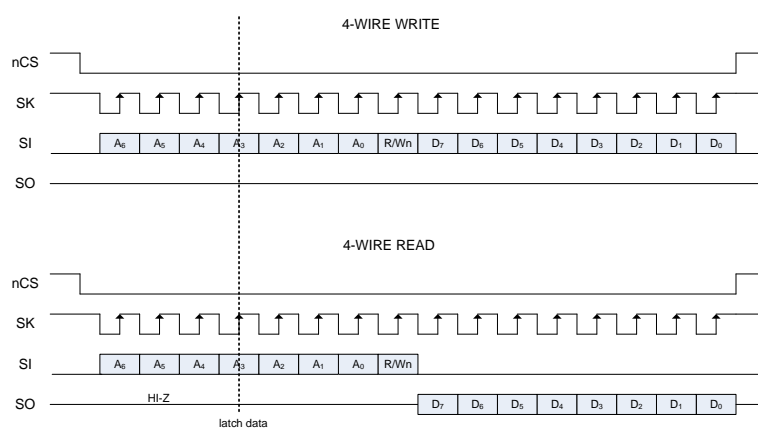 4-WIRE WRITE
nCS
SK
SI A₆ A₅ A₄ A₃ A₂ A₁ A₀ R/Wn D₇ D₆ D₅ D₄ D₃ D₂ D₁ D₀
SO
4-WIRE READ
nCS
SK
SI A₆ A₅ A₄ A₃ A₂ A₁ A₀ R/Wn
SO HI-Z D₇ D₆ D₅ D₄ D₃ D₂ D₁ D₀
latch data